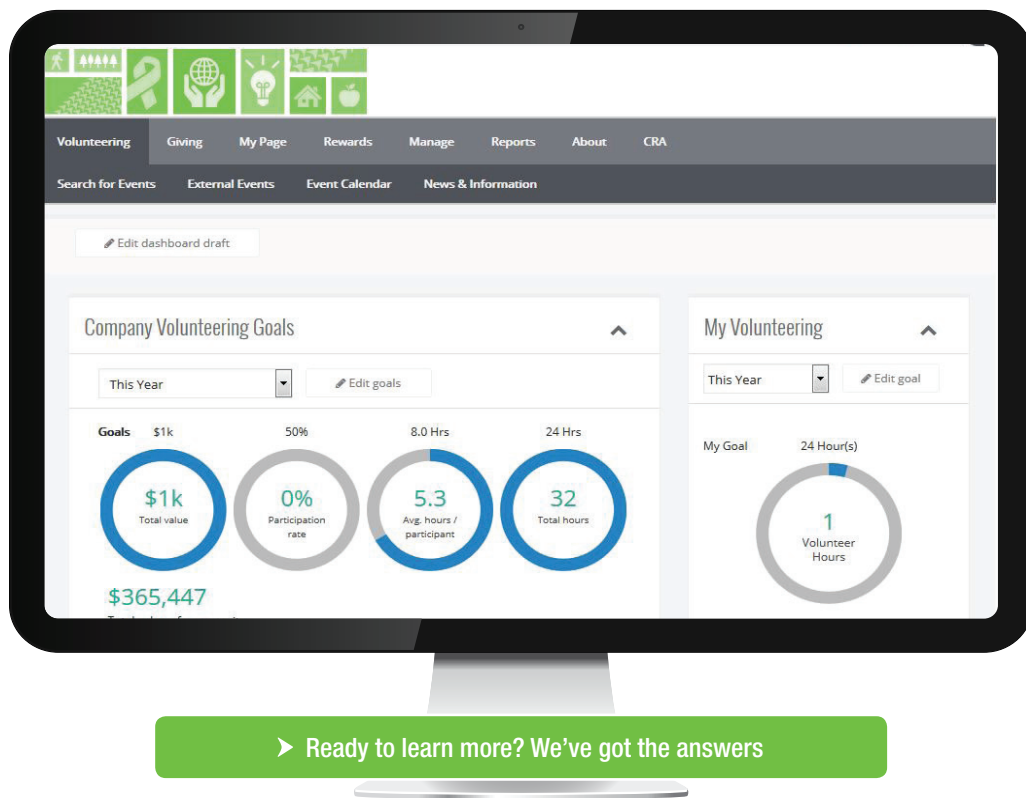 Volunteering Giving My Page Rewards Manage Reports About CRA
Search for Events External Events Event Calendar News & Information
Edit dashboard draft
Company Volunteering Goals
This Year Edit goals
Goals $1k 50% 8.0 Hrs 24 Hrs
$1k
Total value
0%
Participation
rate
5.3
Avg. hours /
participant
32
Total hours
$365,447
My Volunteering
This Year Edit goal
My Goal 24 Hour(s)
1
Volunteer
Hours
Ready to learn more? We've got the answers